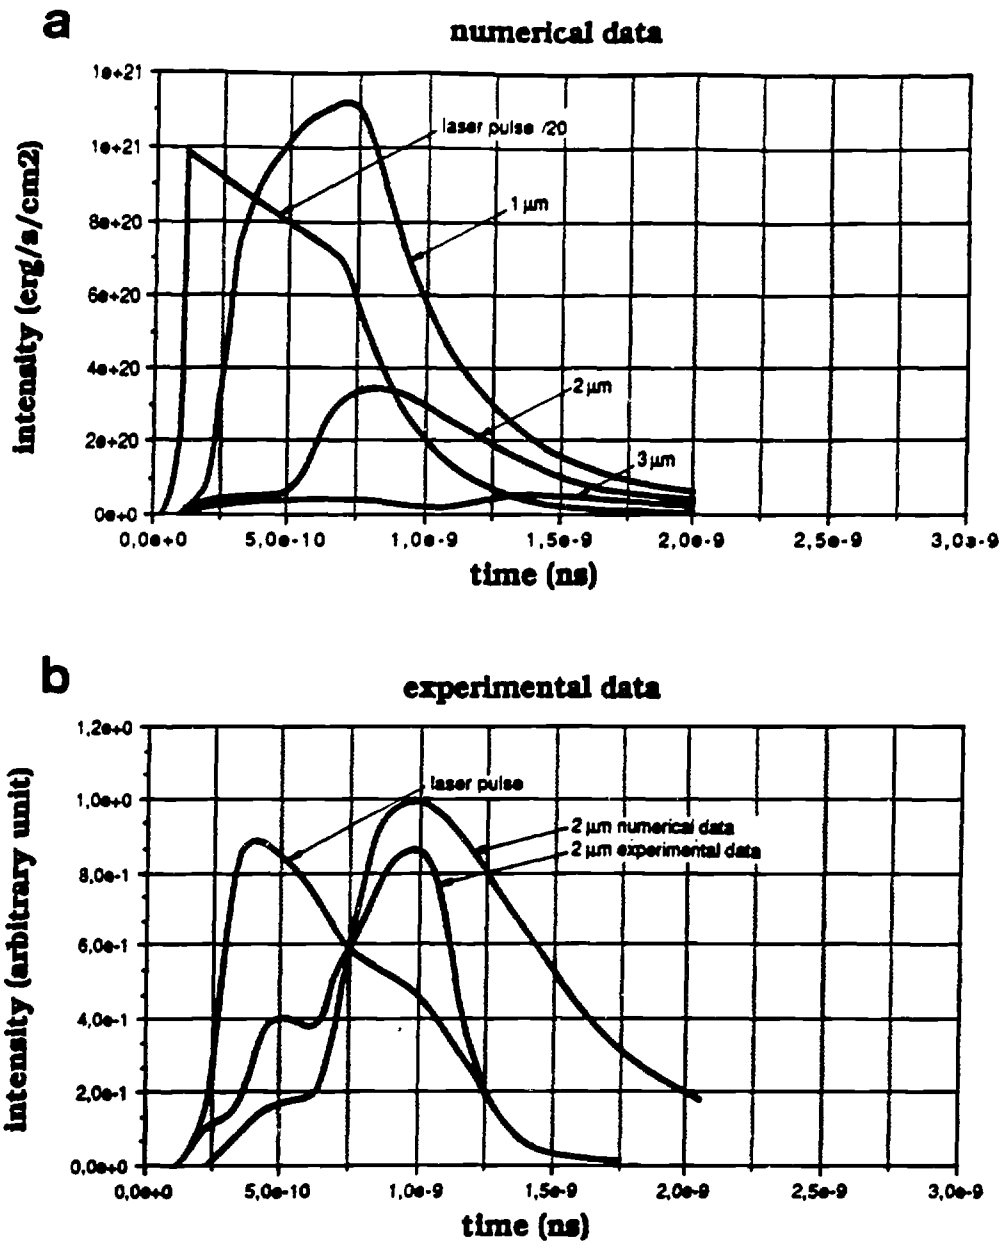 a
numerical data
1e+21
1e+21
8e+20
6e+20
4e+20
2e+20
0e+0
intensity (erg/s/cm2)
laser pulse /20
1 µm
2 µm
3 µm
0,0e+0 5,0e-10 1,0e-9 1,5e-9 2,0e-9 2,5e-9 3,0e-9
time (ns)
b
experimental data
1,2e+0
1,0e+0
8,0e-1
6,0e-1
4,0e-1
2,0e-1
0,0e+0
intensity (arbitrary unit)
laser pulse
2 µm numerical data
2 µm experimental data
0,0e+0 5,0e-10 1,0e-9 1,5e-9 2,0e-9 2,5e-9 3,0e-9
time (ns)